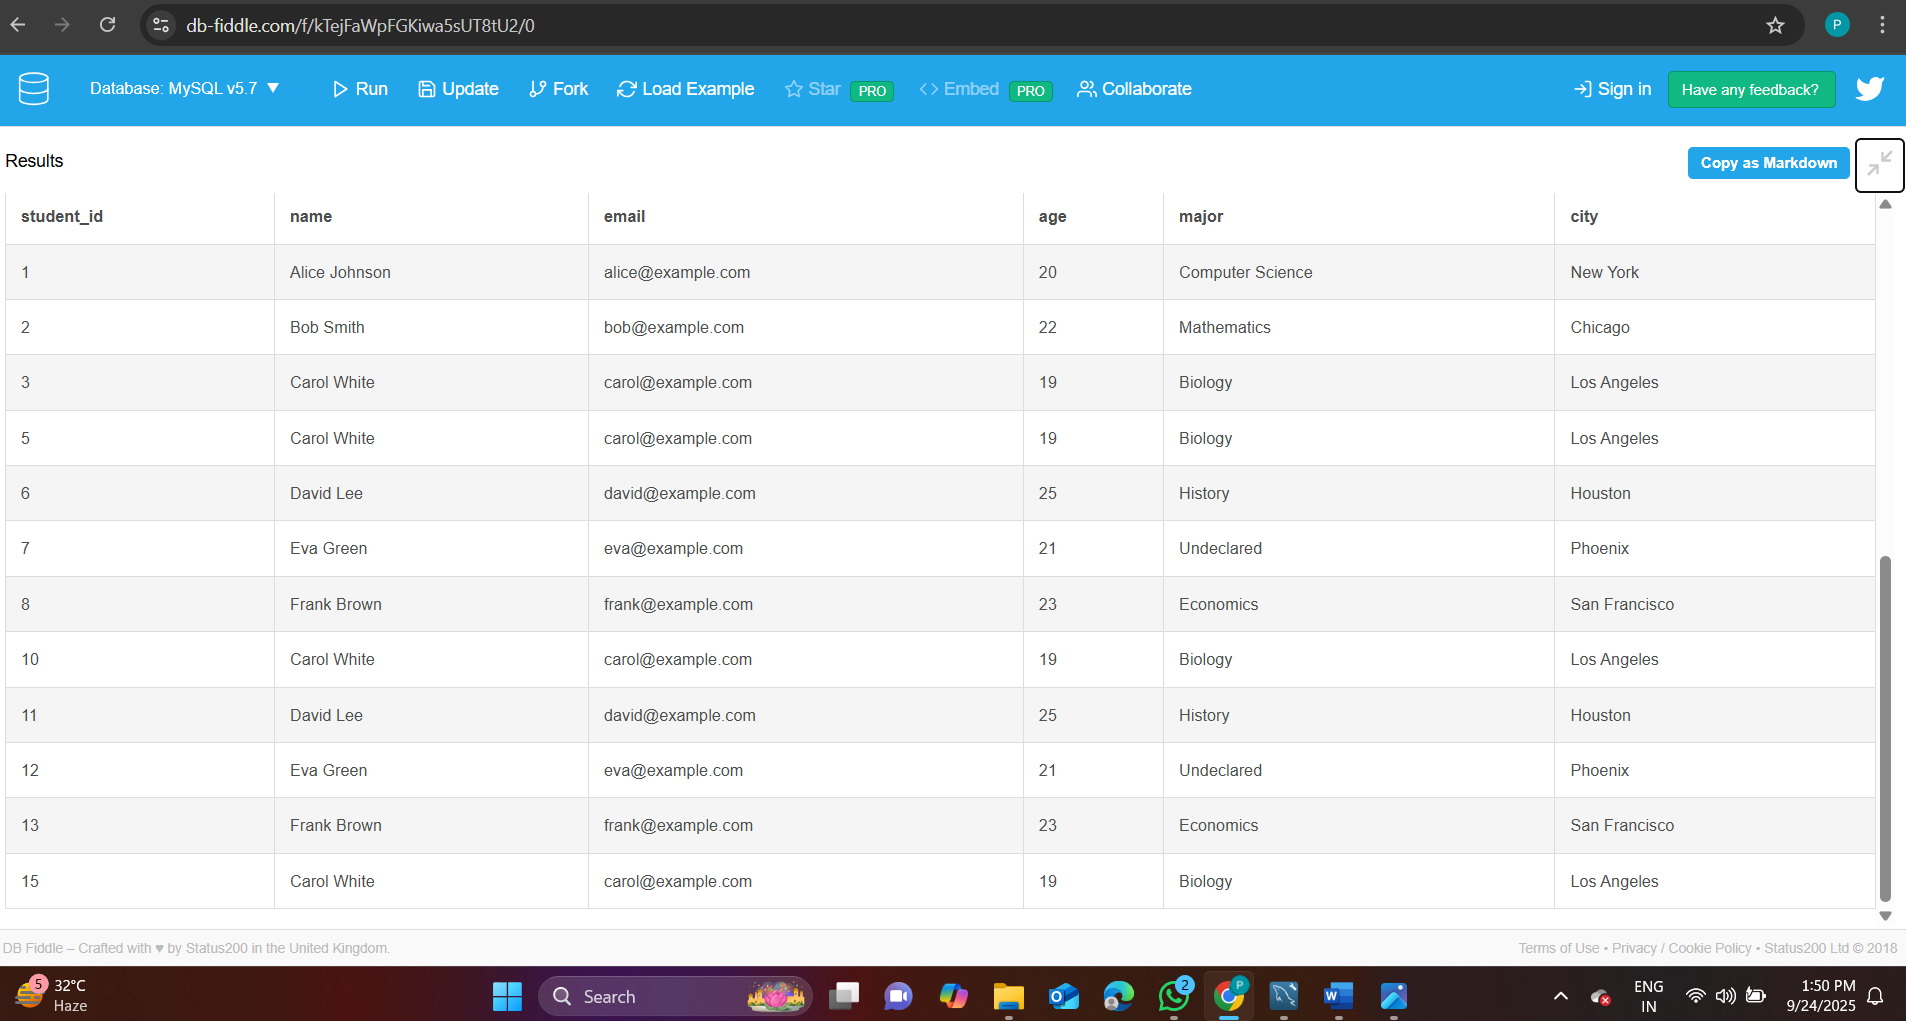 db-fiddle.com/f/kTejFaWpFGKiwa5sUT8tU2/0
P
Database: MySQL v5.7 ▼ Run Update Fork Load Example Star PRO <> Embed PRO Collaborate Sign in Have any feedback?
Results Copy as Markdown
student_id name email age major city
1 Alice Johnson alice@example.com 20 Computer Science New York
2 Bob Smith bob@example.com 22 Mathematics Chicago
3 Carol White carol@example.com 19 Biology Los Angeles
5 Carol White carol@example.com 19 Biology Los Angeles
6 David Lee david@example.com 25 History Houston
7 Eva Green eva@example.com 21 Undeclared Phoenix
8 Frank Brown frank@example.com 23 Economics San Francisco
10 Carol White carol@example.com 19 Biology Los Angeles
11 David Lee david@example.com 25 History Houston
12 Eva Green eva@example.com 21 Undeclared Phoenix
13 Frank Brown frank@example.com 23 Economics San Francisco
15 Carol White carol@example.com 19 Biology Los Angeles
DB Fiddle – Crafted with ♥ by Status200 in the United Kingdom. Terms of Use • Privacy / Cookie Policy • Status200 Ltd © 2018
5 32°C
Haze
Search
2
P
ENG
IN
1:50 PM
9/24/2025